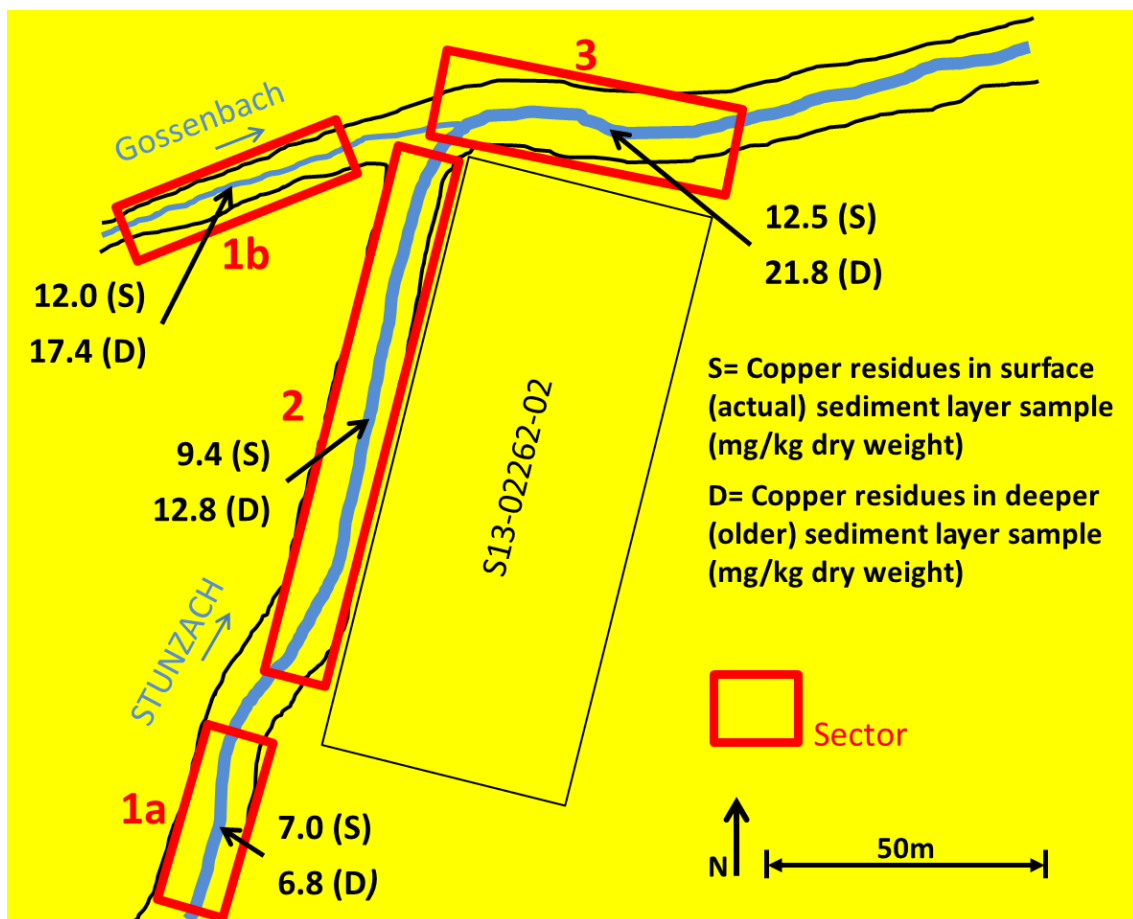 3
Gossenbach
1b
12.0 (S)
17.4 (D)
12.5 (S)
21.8 (D)
2
9.4 (S)
12.8 (D)
S13-02262-02
S= Copper residues in surface
(actual) sediment layer sample
(mg/kg dry weight)
D= Copper residues in deeper
(older) sediment layer sample
(mg/kg dry weight)
STUNZACH
Sector
1a
7.0 (S)
6.8 (D)
N
50m